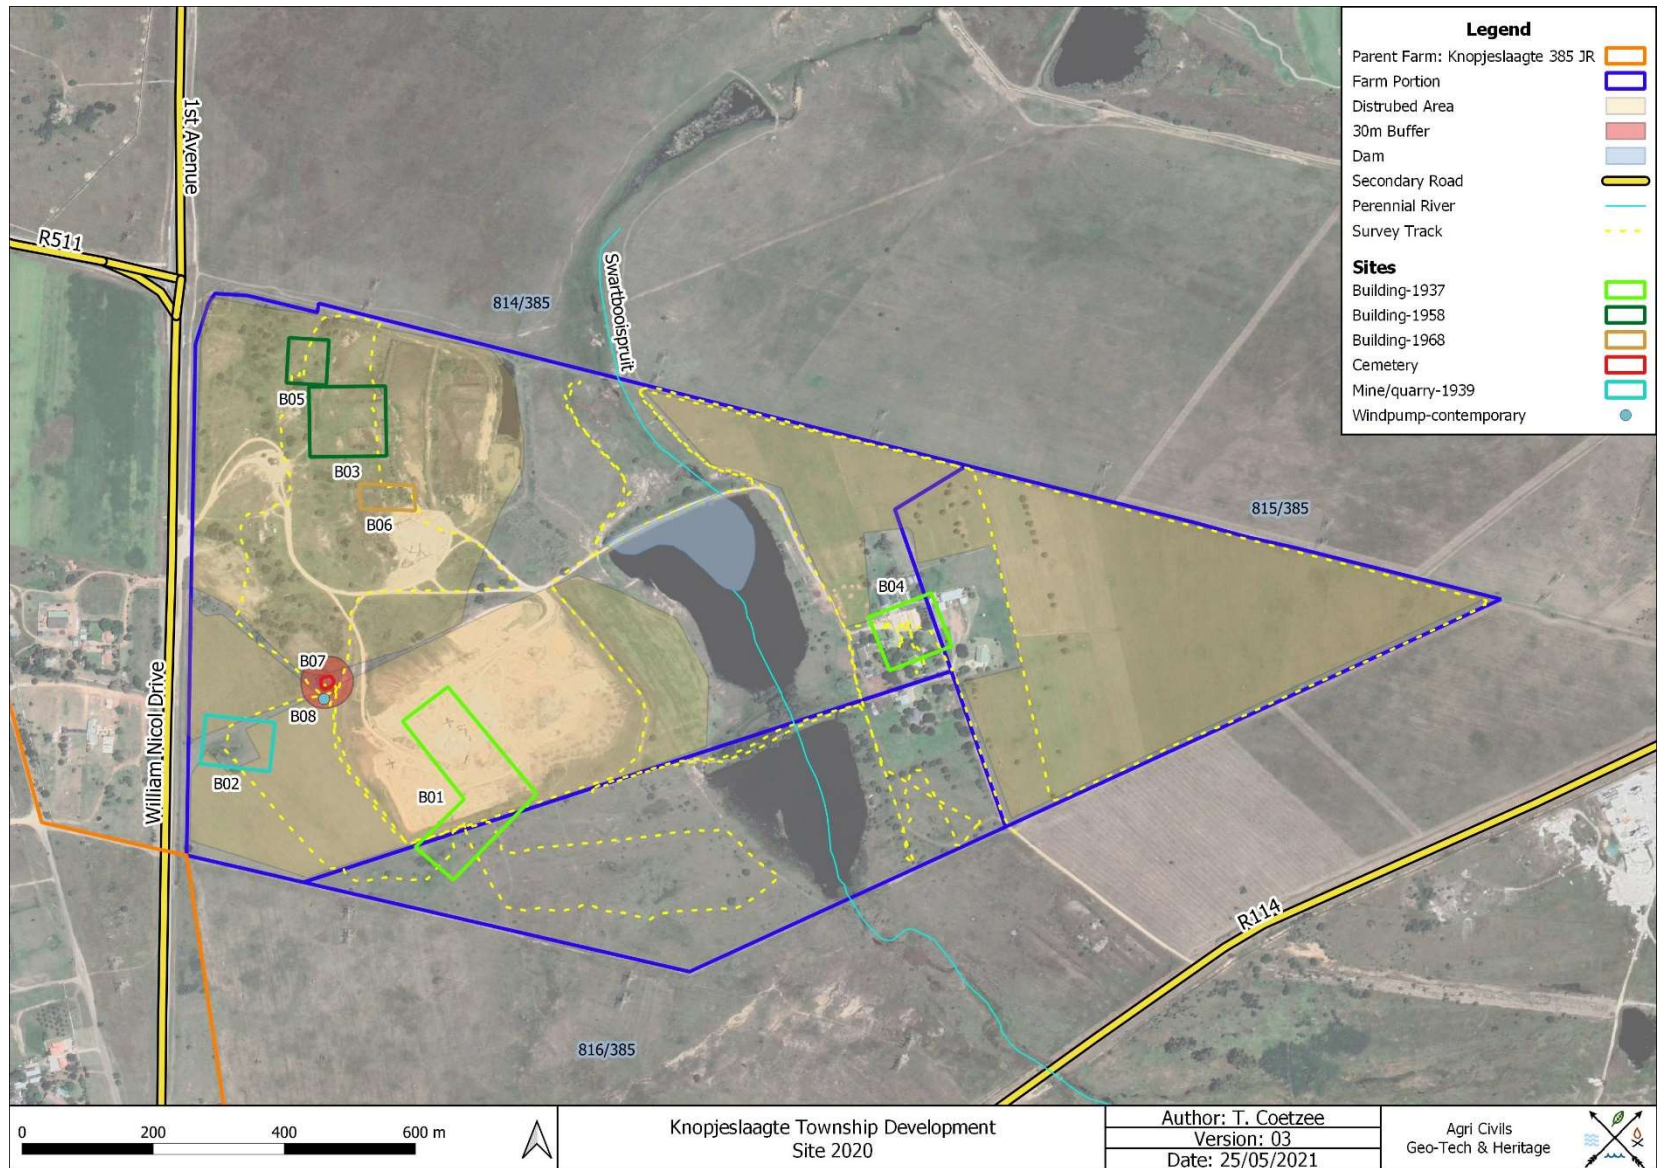 Legend
Parent Farm: Knopjeslaagte 385 JR
Farm Portion
Distrubed Area
30m Buffer
Dam
Secondary Road
Perennial River
Survey Track
Sites
Building-1937
Building-1958
Building-1968
Cemetery
Mine/quarry-1939
Windpump-contemporary
1st Avenue
R511
Swartbooispruit
814/385
B05
B03
B06
815/385
B04
B07
B08
B02
B01
William Nicol Drive
R114
816/385
0 200 400 600 m
Knopjeslaagte Township Development
Site 2020
Author: T. Coetzee
Version: 03
Date: 25/05/2021
Agri Civils
Geo-Tech & Heritage